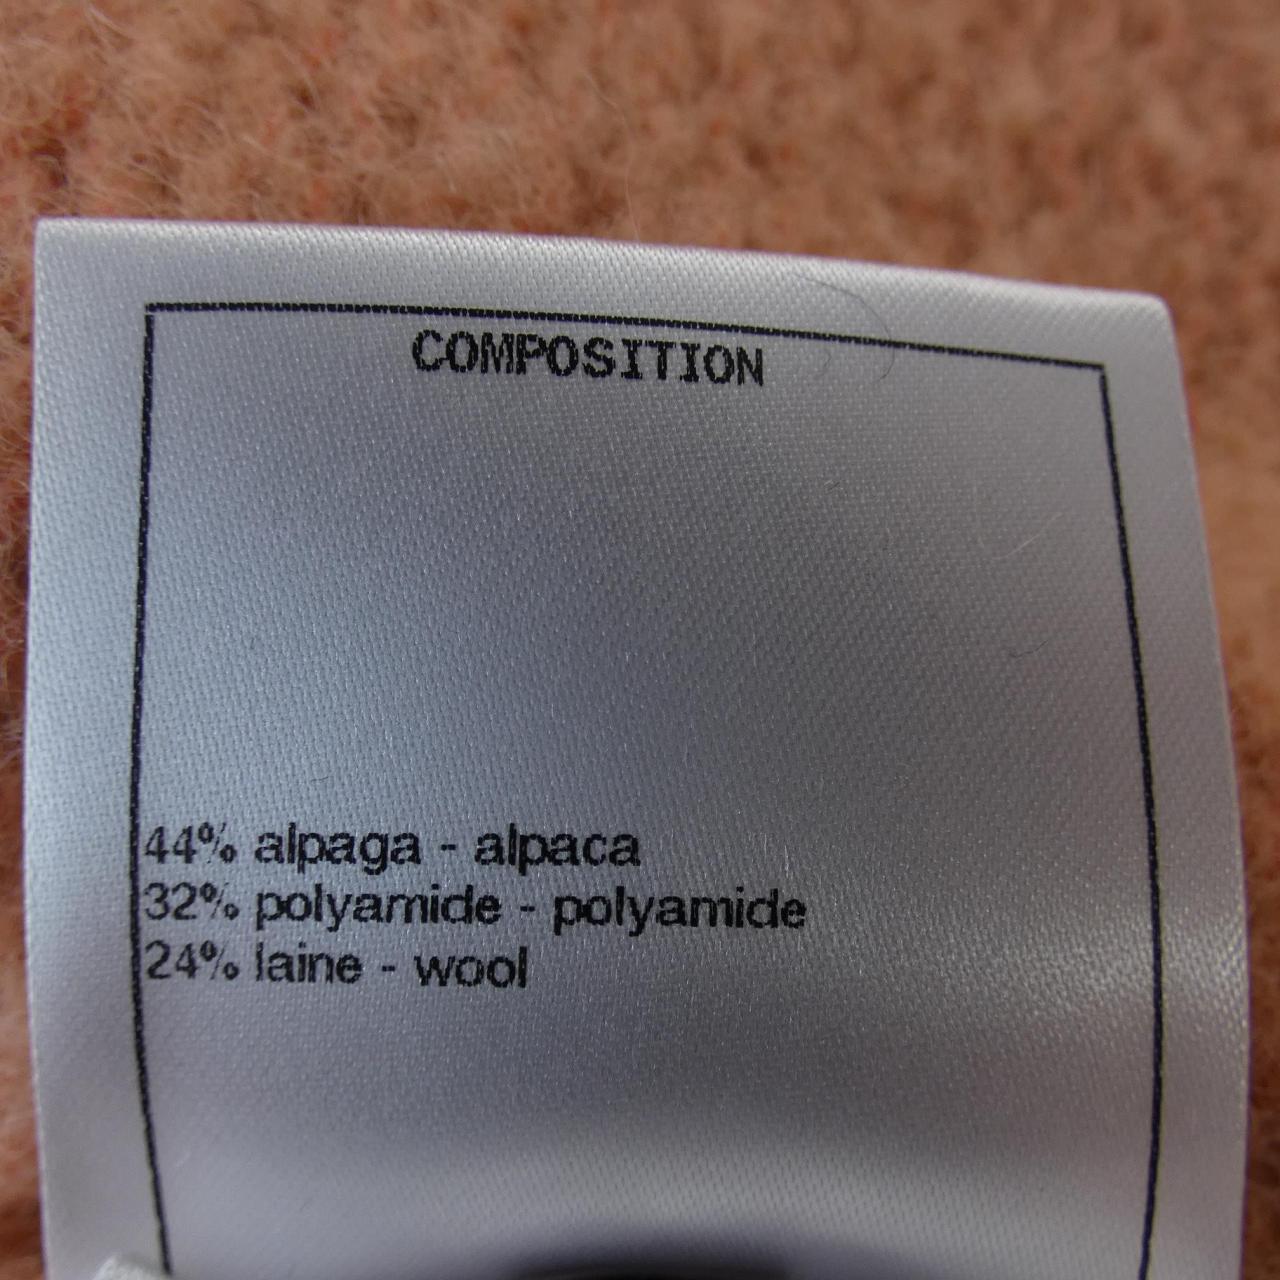 COMPOSITION
44% alpaga - alpaca
32% polyamide - polyamide
24% laine - wool